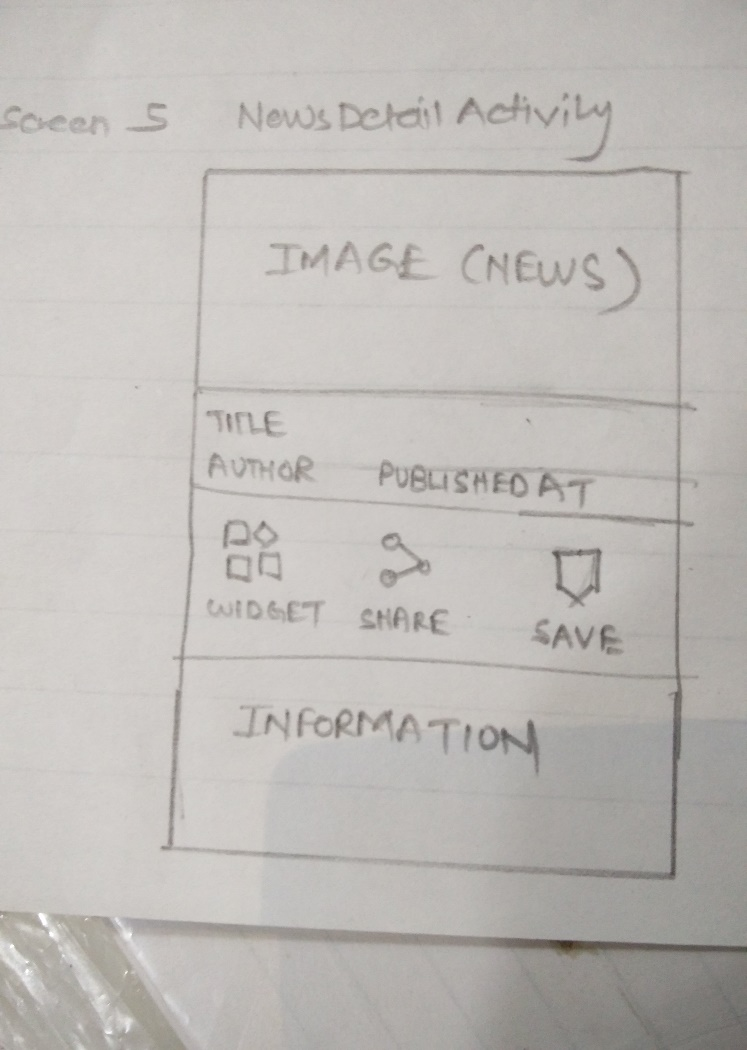 Screen 5 NewsDetail Activity
IMAGE (NEWS)
TITLE
AUTHOR PUBLISHED AT
WIDGET SHARE SAVE
INFORMATION